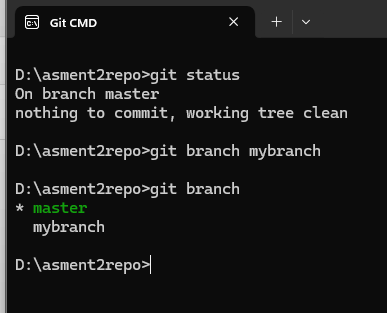 Git CMD
D:\asment2repo>git status
On branch master
nothing to commit, working tree clean
D:\asment2repo>git branch mybranch
D:\asment2repo>git branch
* master
  mybranch
D:\asment2repo>